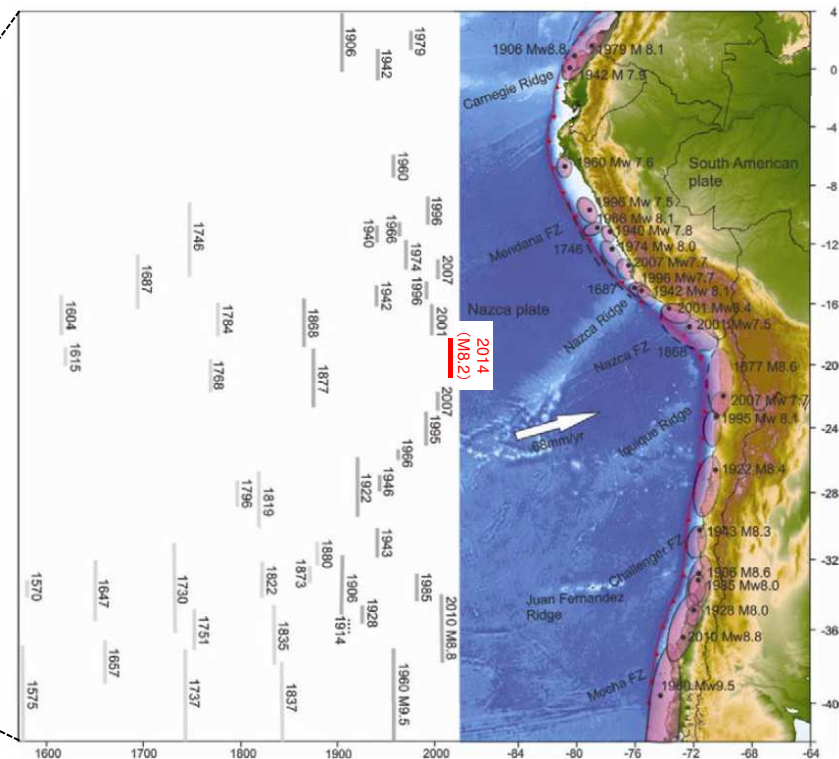 1906
1979
1942
1960
1996
1966
1940
1746
1974
2007
1687
1996
1942
1604
1784
1868
2001
1615
1877
2014
(M8.2)
1768
2007
1995
1966
1946
1922
1796
1819
1943
1880
1873
1822
1906
1985
1570
1647
1730
1928
1914
2010 M8.8
1751
1835
1657
1960 M9.5
1575
1737
1837
1600
1700
1800
1900
2000
1906 Mw8.8
1979 M 8.1
Carnegie Ridge
1942 M 7.9
1960 Mw 7.6
South American
plate
1996 Mw 7.5
1966 Mw 8.1
Mendana FZ
1940 Mw 7.8
1746
1974 Mw 8.0
2007 Mw7.7
1996 Mw7.7
1687
1942 Mw 8.1
Nazca plate
Nazca Ridge
2001 Mw8.4
2001 Mw7.5
Nazca FZ
1868
1877 M8.6
2007 Mw 7.7
1995 Mw 8.1
68mm/yr
Iquique Ridge
1922 M8.4
1943 M8.3
Challenger FZ
1906 M8.6
1985 Mw8.0
Juan Fernandez
Ridge
1928 M8.0
2010 Mw8.8
Mocha FZ
1960 Mw9.5
4
0
-4
-8
-12
-16
-20
-24
-28
-32
-36
-40
-84
-80
-76
-72
-68
-64